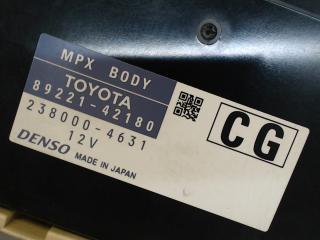 MPX BODY
TOYOTA
89221-42180
238000-4631
12V
DENSO MADE IN JAPAN
CG